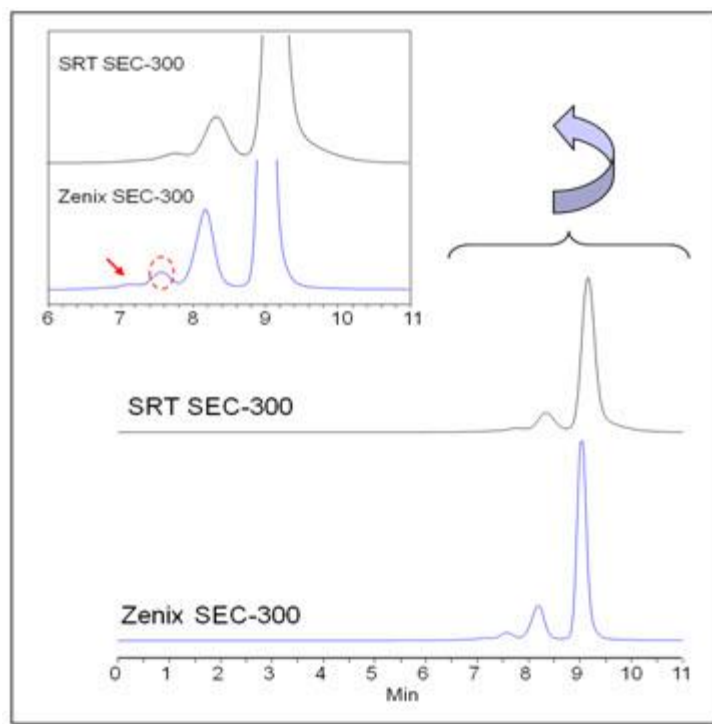 SRT SEC-300
Zenix SEC-300
6 7 8 9 10 11
SRT SEC-300
Zenix SEC-300
0 1 2 3 4 5 6 7 8 9 10 11
Min